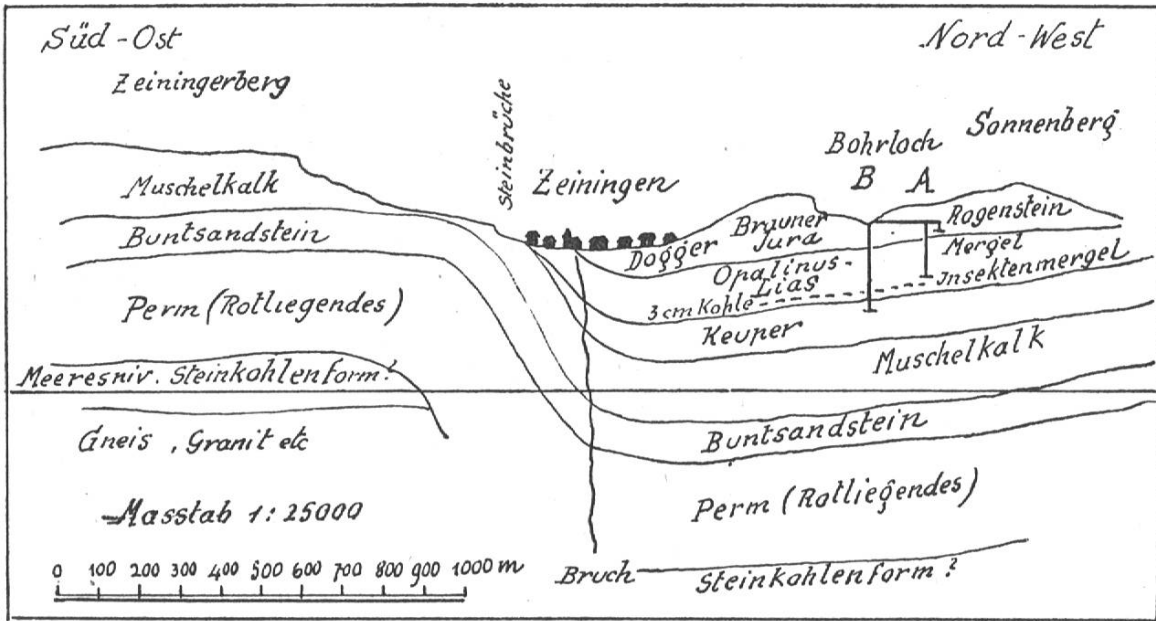 Süd-Ost
Nord-West
Zeiningerberg
Steinbrüche
Sonnenberg
Bohrloch
B A
Zeiningen
Muschelkalk
Buntsandstein
Dogger
Brauner
Jura
Rogenstein
Mergel
Opalinus-
Lias
Insektenmergel
3 cm Kohle
Keuper
Muschelkalk
Perm (Rotliegendes)
Meeresniv. Steinkohlenform?
Gneis, Granit etc
Buntsandstein
Perm (Rotliegendes)
Masstab 1:25000
0 100 200 300 400 500 600 700 800 900 1000 m
Bruch
Steinkohlenform?